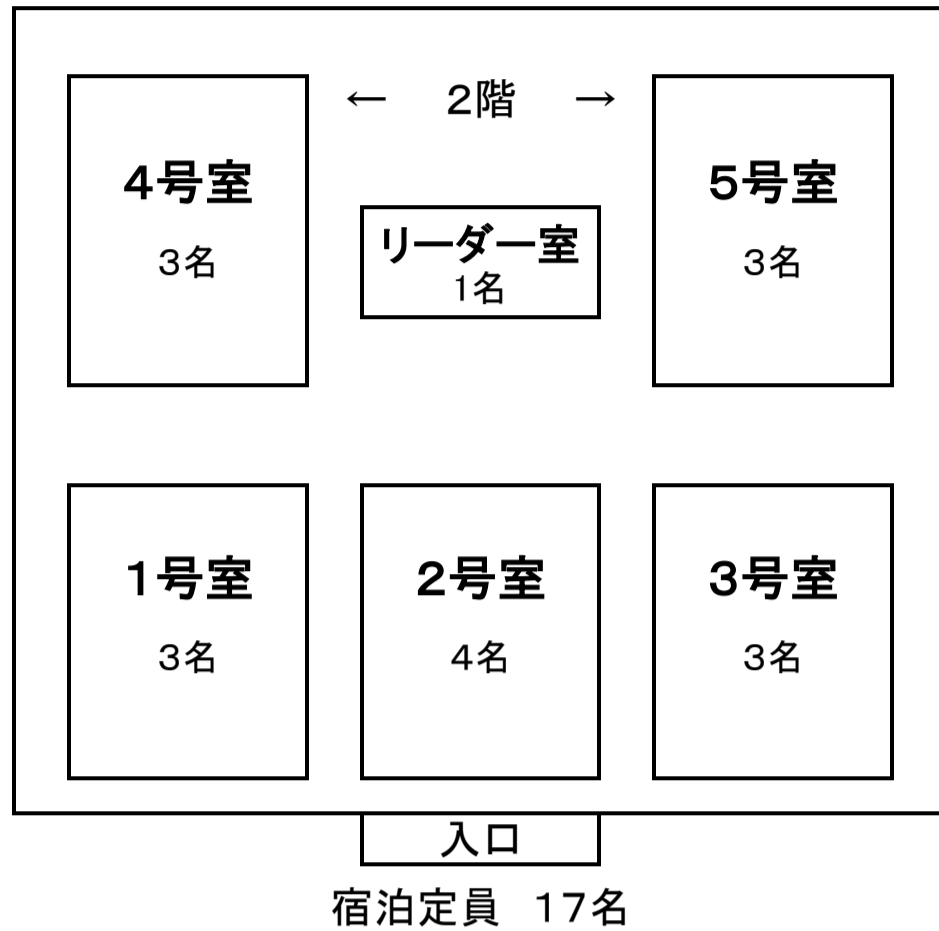 ← 2階 →
4号室
3名
リーダー室
1名
5号室
3名
1号室
3名
2号室
4名
3号室
3名
入口
宿泊定員 17名